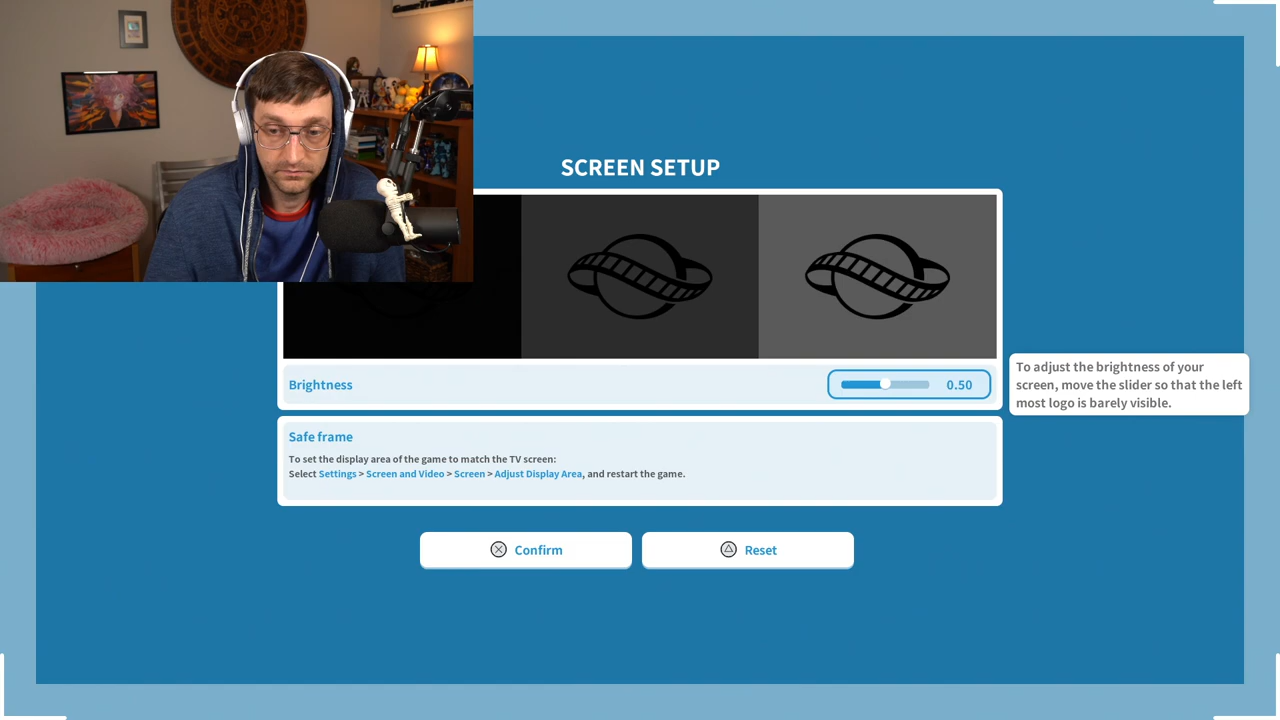 SCREEN SETUP
Brightness
0.50
To adjust the brightness of your
screen, move the slider so that the left
most logo is barely visible.
Safe frame
To set the display area of the game to match the TV screen:
Select Settings > Screen and Video > Screen > Adjust Display Area, and restart the game.
Confirm
Reset